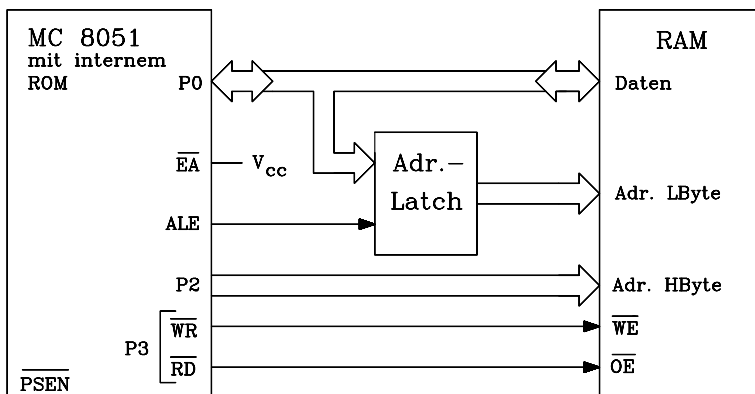 MC 8051
mit internem
ROM
P0
EA
Vcc
ALE
P2
P3
WR
RD
PSEN
Adr.-
Latch
RAM
Daten
Adr. LByte
Adr. HByte
WE
OE